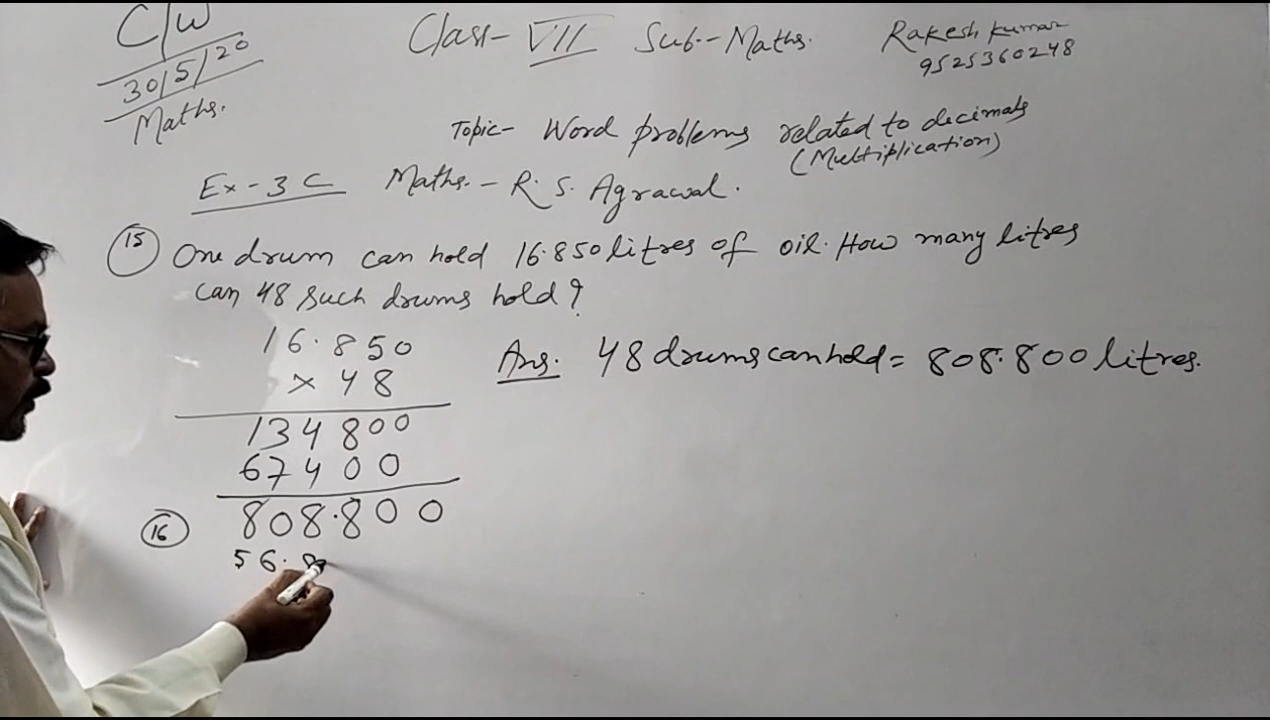 C/W
30/5/20
Maths.
Class- VII Sub:- Maths.
Rakesh kumar
9525360248
Topic- Word problems related to decimals
(Multiplication)
Ex-3C Maths.- R. S. Agrawal.
15 One drum can hold 16.850 litres of oil. How many litres
can 48 such drums hold?
16.850
× 48
134800
67400
808.800
Ans. 48 drums can hold = 808.800 litres.
16
56.8